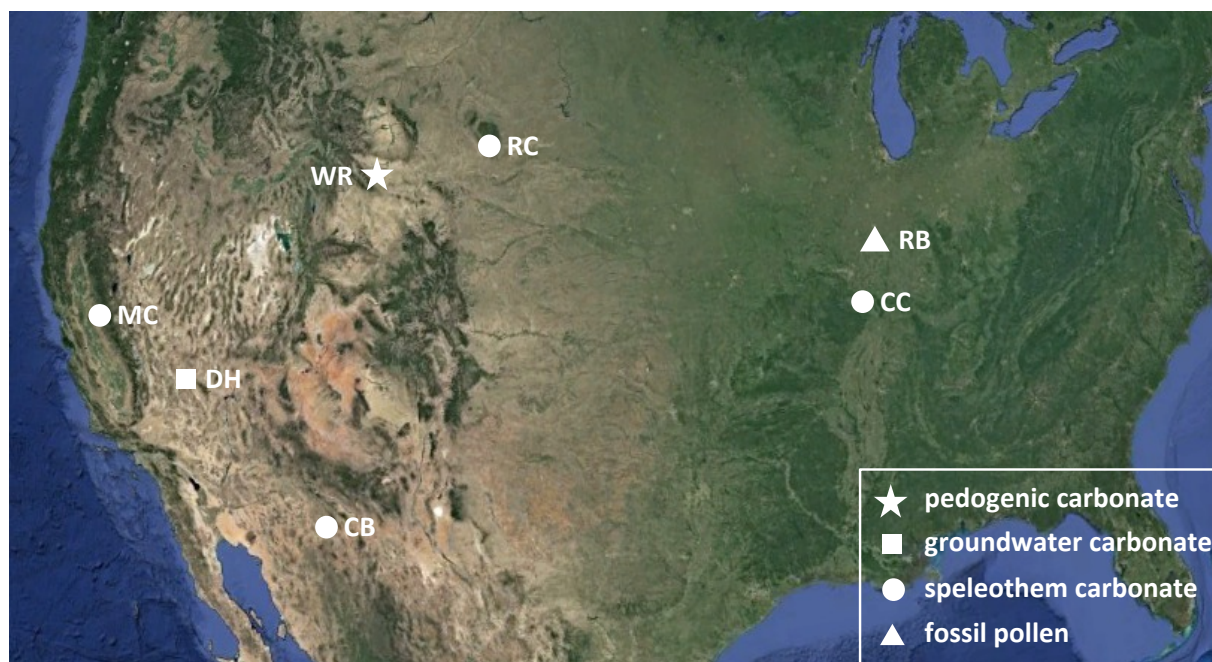 RC
WR
RB
CC
MC
DH
CB
pedogenic carbonate
groundwater carbonate
speleothem carbonate
fossil pollen